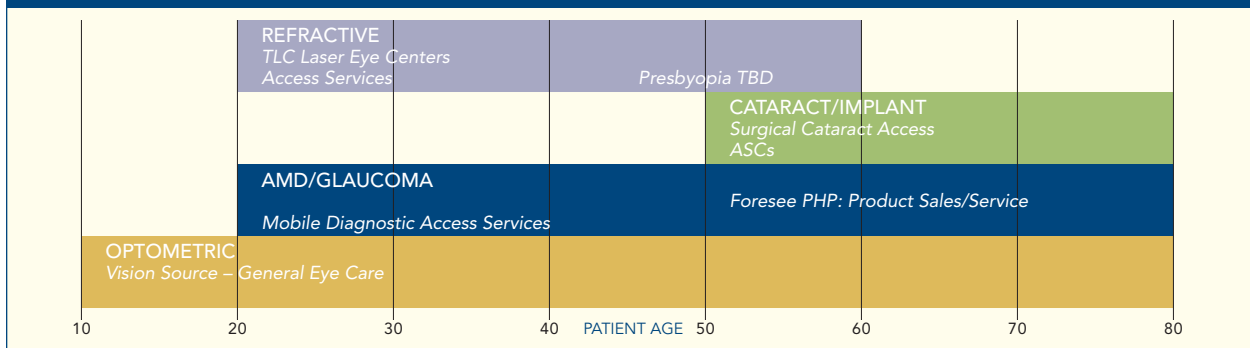 REFRACTIVE
TLC Laser Eye Centers
Access Services
Presbyopia TBD
CATARACT/IMPLANT
Surgical Cataract Access
ASCs
AMD/GLAUCOMA
Foresee PHP: Product Sales/Service
Mobile Diagnostic Access Services
OPTOMETRIC
Vision Source – General Eye Care
10 20 30 40 PATIENT AGE 50 60 70 80